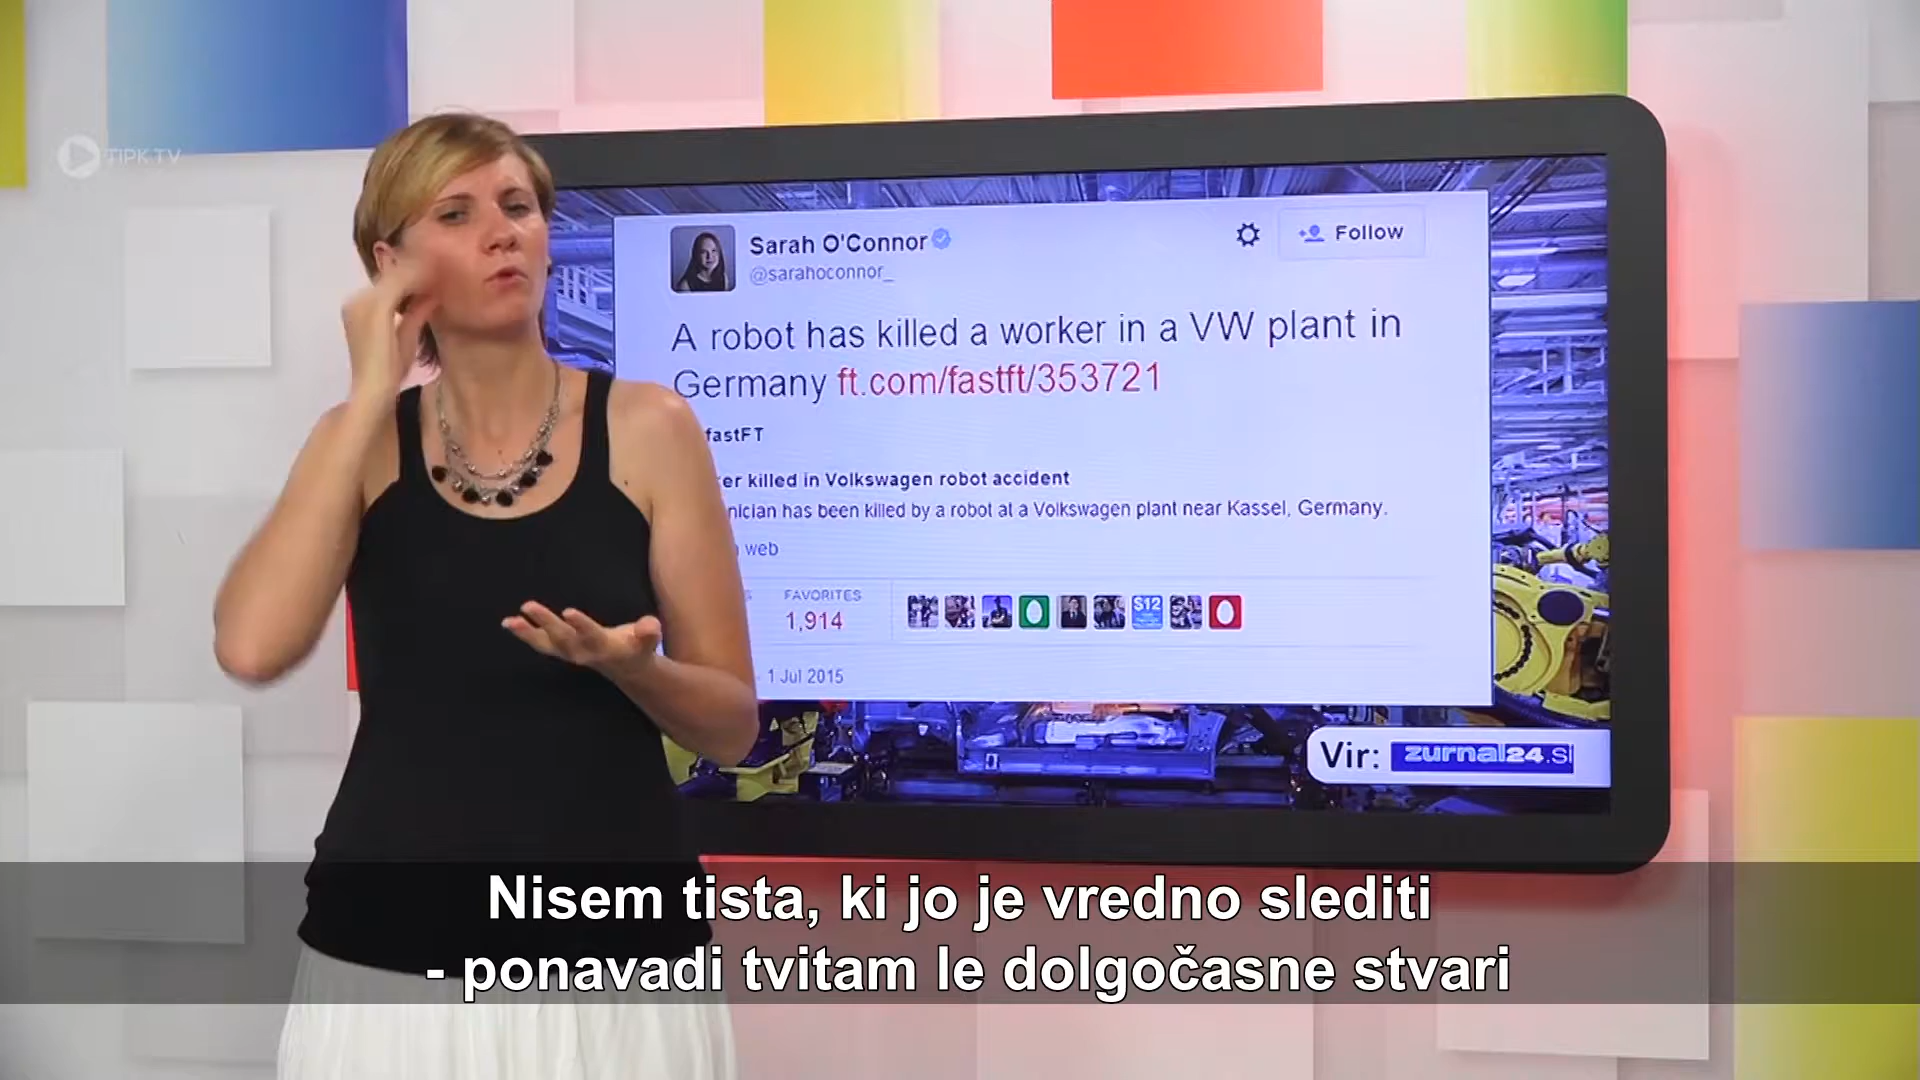 TIPK.TV
Sarah O'Connor
@sarahoconnor_
Follow
A robot has killed a worker in a VW plant in
Germany ft.com/fastft/353721
fastFT
killed in Volkswagen robot accident
has been killed by a robot at a Volkswagen plant near Kassel, Germany.
web
FAVORITES
1,914
$12
1 Jul 2015
Vir: zurnal24.si
Nisem tista, ki jo je vredno slediti
- ponavadi tvitam le dolgočasne stvari